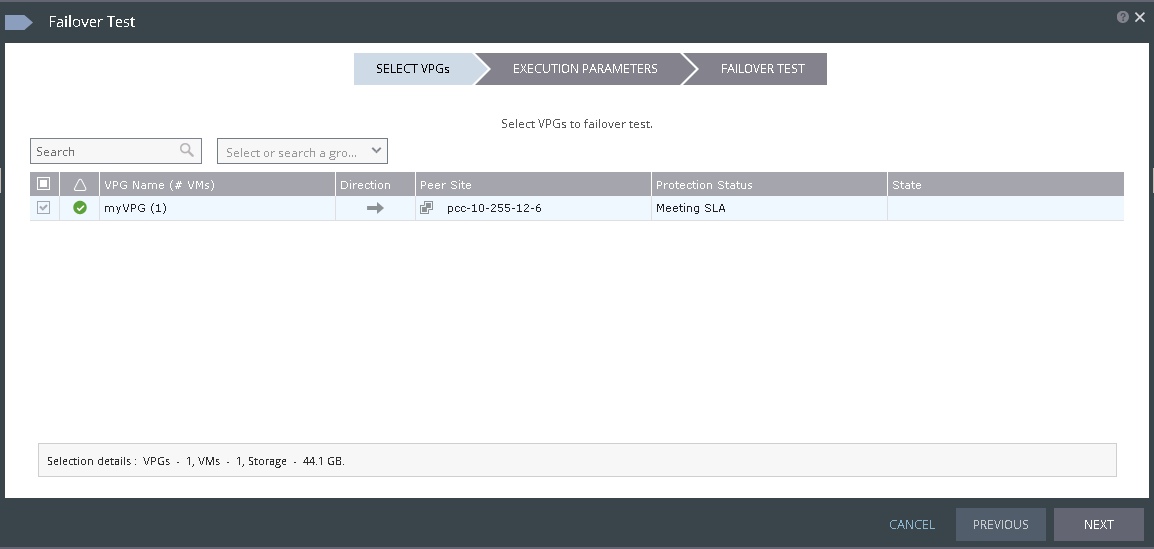 Failover Test
SELECT VPGs EXECUTION PARAMETERS FAILOVER TEST
Select VPGs to failover test.
Search Select or search a gro...
VPG Name (# VMs) Direction Peer Site Protection Status State
myVPG (1) pcc-10-255-12-6 Meeting SLA
Selection details : VPGs - 1, VMs - 1, Storage - 44.1 GB.
CANCEL PREVIOUS NEXT